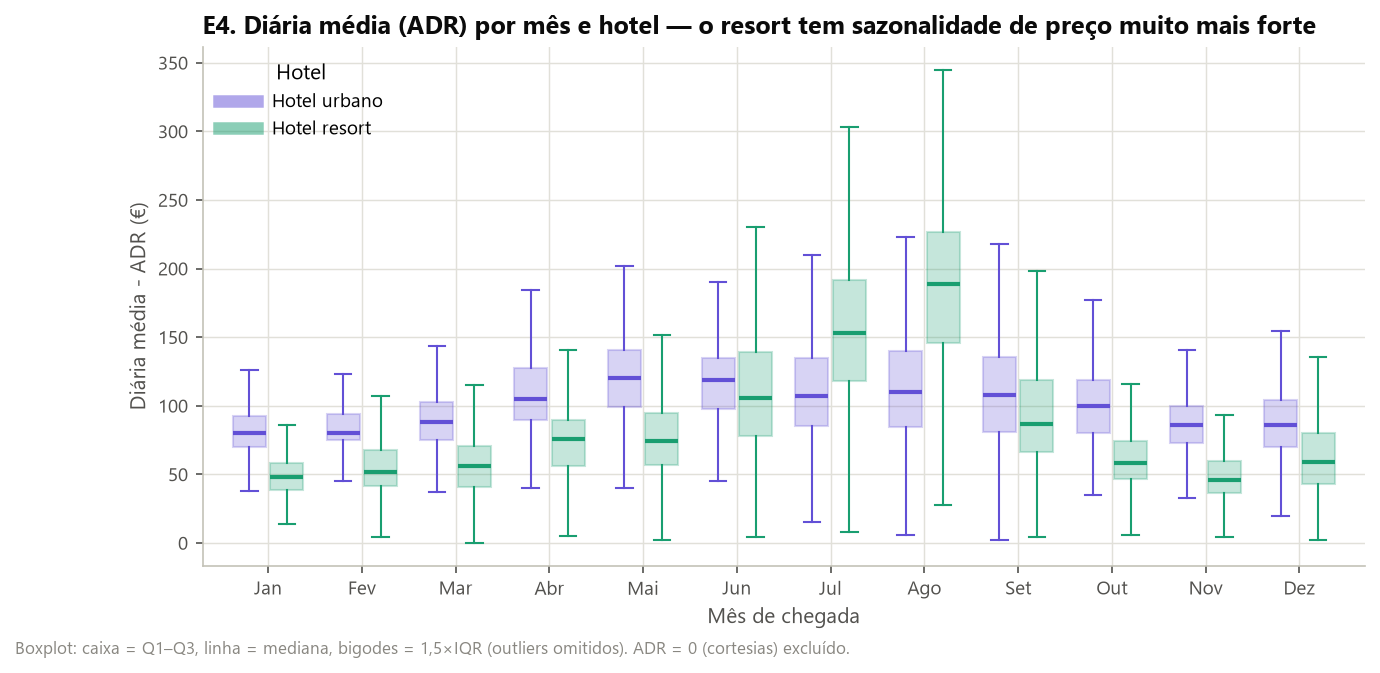 E4. Diária média (ADR) por mês e hotel — o resort tem sazonalidade de preço muito mais forte
Hotel
Hotel urbano
Hotel resort
Diária média - ADR (€)
350
300
250
200
150
100
50
0
Jan Fev Mar Abr Mai Jun Jul Ago Set Out Nov Dez
Mês de chegada
Boxplot: caixa = Q1–Q3, linha = mediana, bigodes = 1,5×IQR (outliers omitidos). ADR = 0 (cortesias) excluído.